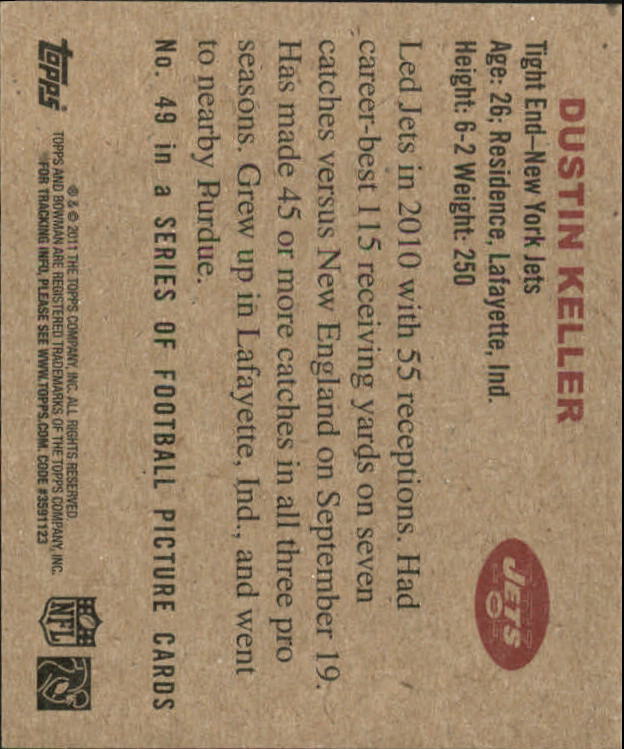 DUSTIN KELLER
Tight End–New York Jets
Age: 26; Residence, Lafayette, Ind.
Height: 6-2 Weight: 250
JETS
Led Jets in 2010 with 55 receptions. Had
career-best 115 receiving yards on seven
catches versus New England on September 19.
Has made 45 or more catches in all three pro
seasons. Grew up in Lafayette, Ind., and went
to nearby Purdue.
No. 49 in a SERIES OF FOOTBALL PICTURE CARDS
topps
® & © 2011 THE TOPPS COMPANY, INC. ALL RIGHTS RESERVED
TOPPS AND BOWMAN ARE REGISTERED TRADEMARKS OF THE TOPPS COMPANY, INC.
*FOR TRACKING INFO, PLEASE SEE WWW.TOPPS.COM. CODE #3591123
NFL